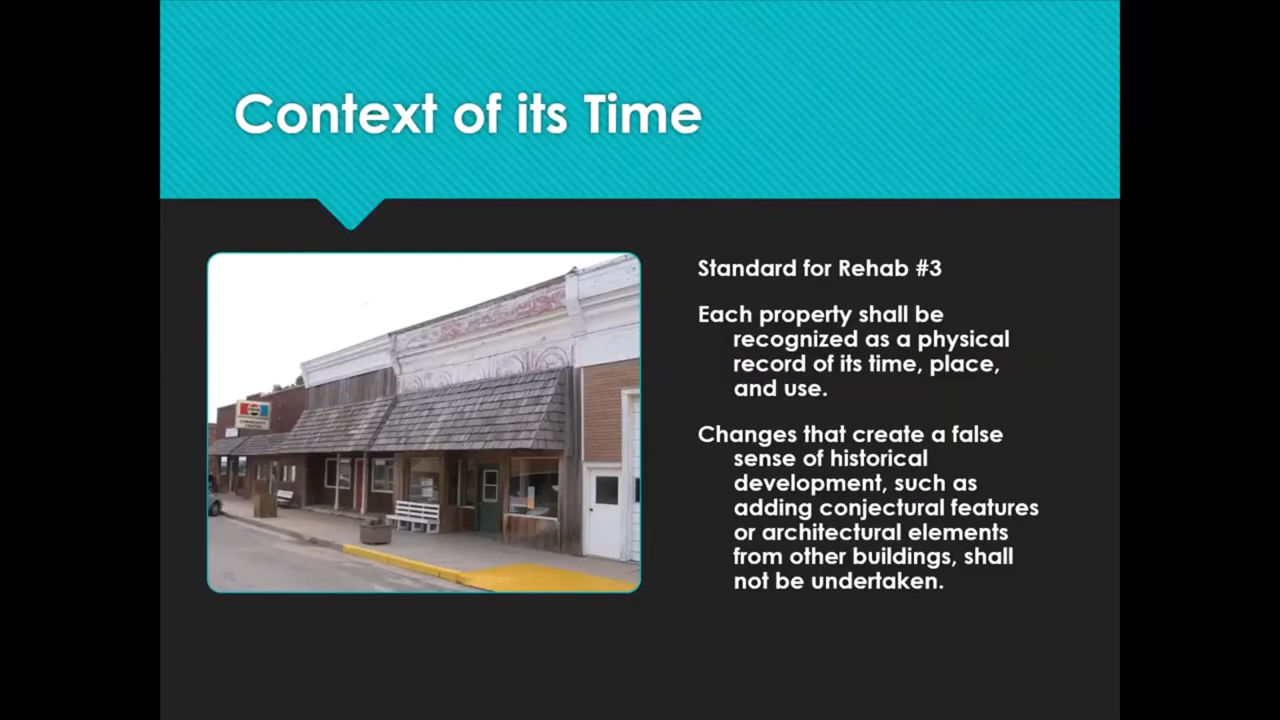 Context of its Time
Standard for Rehab #3
Each property shall be
recognized as a physical
record of its time, place,
and use.
Changes that create a false
sense of historical
development, such as
adding conjectural features
or architectural elements
from other buildings, shall
not be undertaken.
COMMUNITY
CENTER